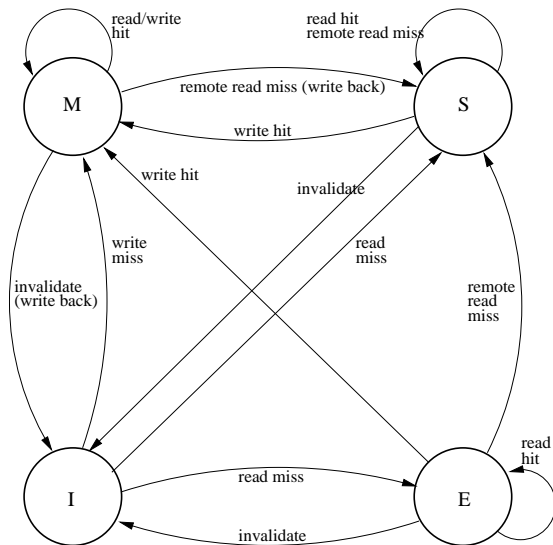 read/write
hit
read hit
remote read miss
M
remote read miss (write back)
S
write hit
write hit
invalidate
write
miss
read
miss
invalidate
(write back)
remote
read
miss
read
hit
I
read miss
E
invalidate